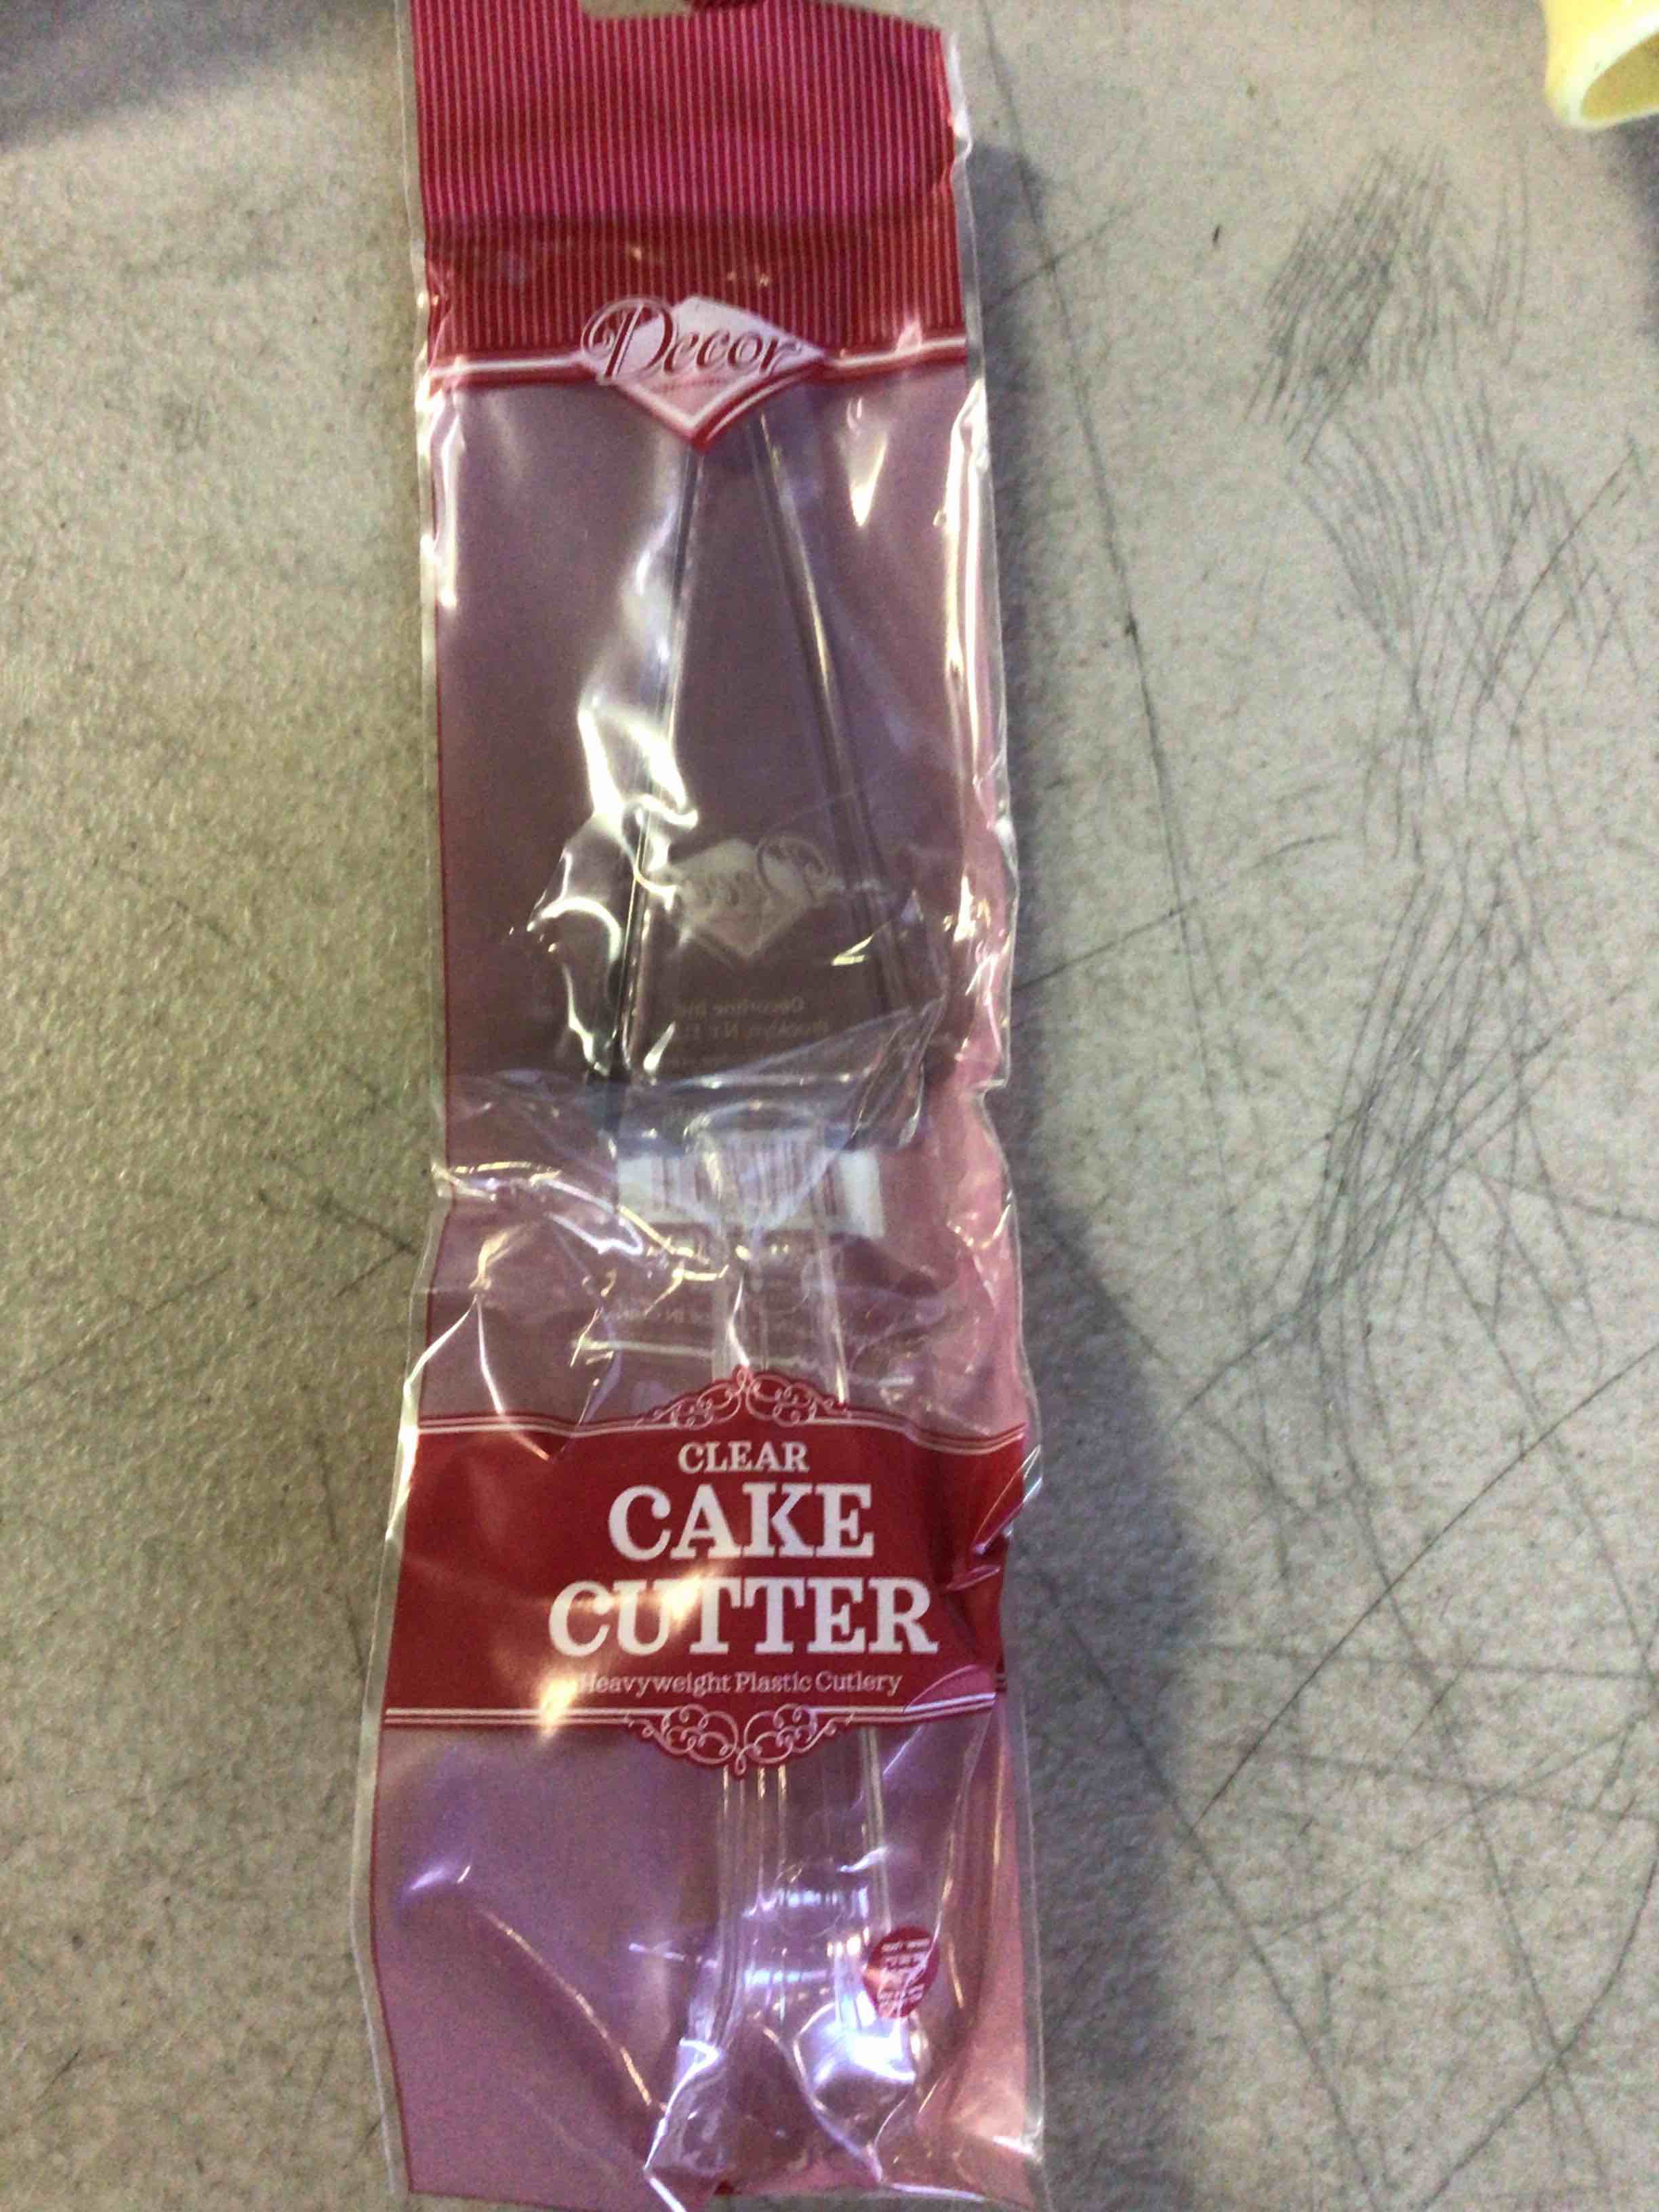 Decor
CLEAR
CAKE
CUTTER
Heavyweight Plastic Cutlery